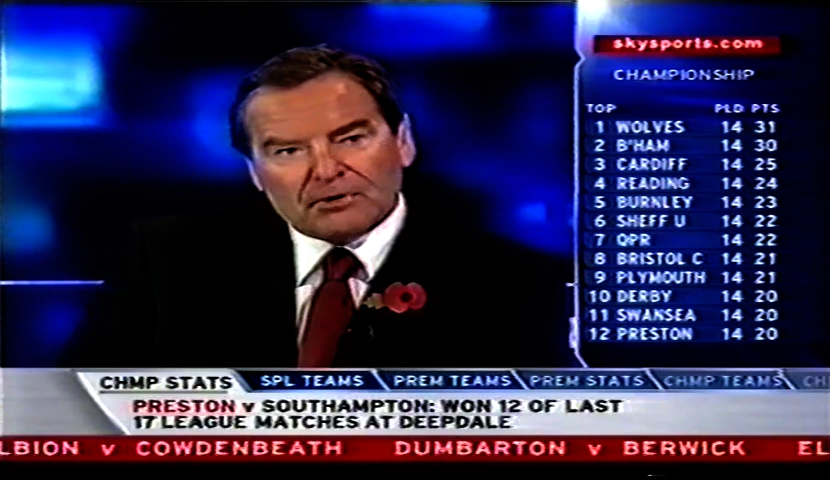 skysports.com
CHAMPIONSHIP
TOP PLD PTS
1 WOLVES 14 31
2 B'HAM 14 30
3 CARDIFF 14 25
4 READING 14 24
5 BURNLEY 14 23
6 SHEFF U 14 22
7 QPR 14 22
8 BRISTOL C 14 21
9 PLYMOUTH 14 21
10 DERBY 14 20
11 SWANSEA 14 20
12 PRESTON 14 20
CHMP STATS SPL TEAMS PREM TEAMS PREM STATS CHMP TEAMS CH
PRESTON v SOUTHAMPTON: WON 12 OF LAST
17 LEAGUE MATCHES AT DEEPDALE
LBION v COWDENBEATH DUMBARTON v BERWICK EL